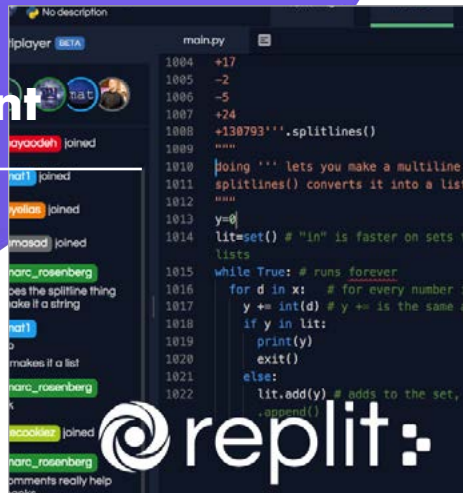 No description
BETA
main.py
nt
mat
joined
joined
joined
joined
marc_rosenberg
splitline thing
make it a string
mat1
makes it a list
marc_rosenberg
joined
marc_rosenberg
comments really help
1004 +17
1005 -2
1006 -5
1007 +24
1008 +130793'''.splitlines()
1009 """
1010 doing ''' lets you make a multiline
1011 splitlines() converts it into a list
1012 """
1013 y=0
1014 lit=set() # "in" is faster on sets
lists
1015 while True: # runs forever
1016 for d in x: # for every number
1017 y += int(d) # y += is the same
1018 if y in lit:
1019 print(y)
1020 exit()
1021 else:
1022 lit.add(y) # adds to the set,
.append()
replit: